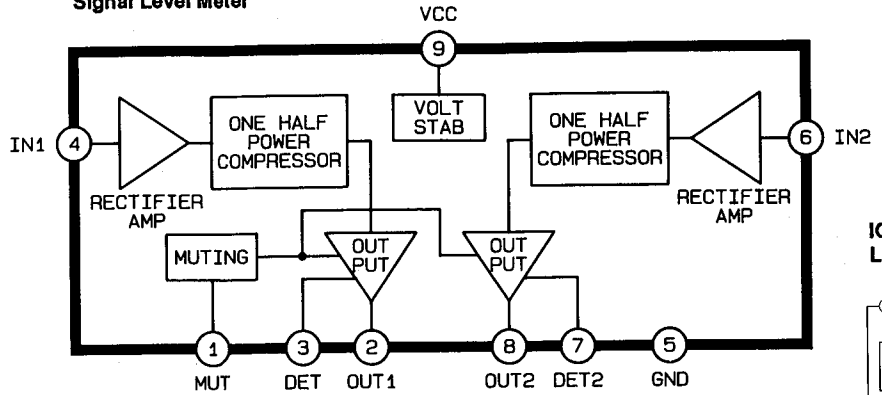 Signal Level Meter
VCC
9
VOLT
STAB
ONE HALF
POWER
COMPRESSOR
ONE HALF
POWER
COMPRESSOR
IN1
4
6
IN2
RECTIFIER
AMP
RECTIFIER
AMP
MUTING
OUT
PUT
OUT
PUT
1
3
2
8
7
5
MUT
DET
OUT1
OUT2
DET2
GND